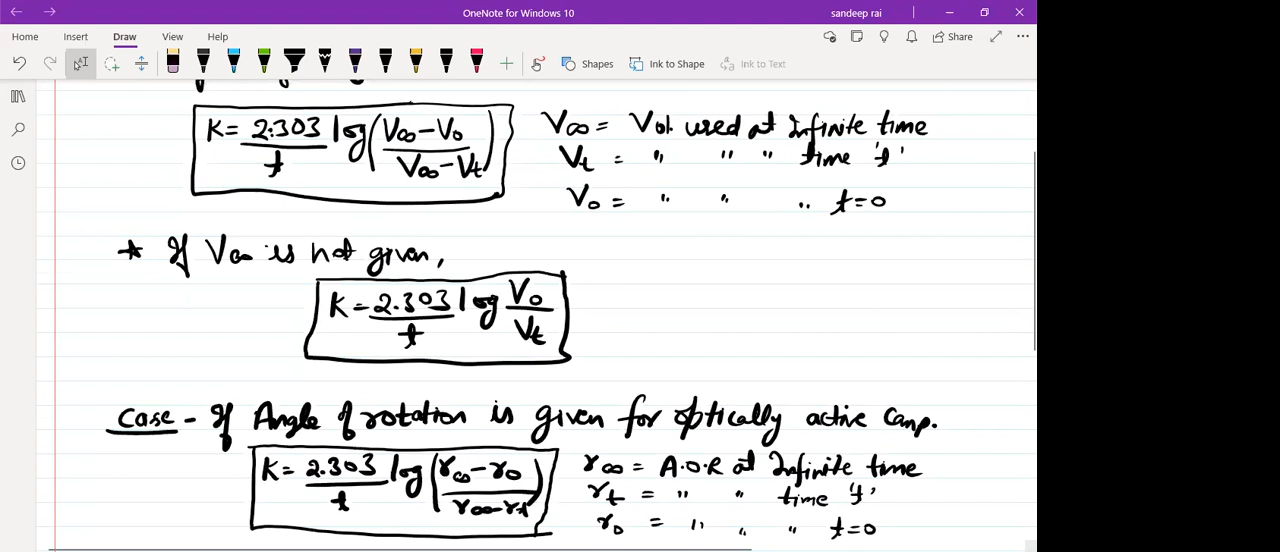 OneNote for Windows 10
sandeep rai
Home Insert Draw View Help
Share
Shapes Ink to Shape Ink to Text
K = 2.303/t log (V∞ – V0 / V∞ – Vt)
V∞ = Vol. used at Infinite time
Vt = " " " time 't'
V0 = " " " t=0
* If V∞ is not given,
K = 2.303/t log V0/Vt
Case - If Angle of rotation is given for optically active Comp.
K = 2.303/t log (r∞ – r0 / r∞ – rt)
r∞ = A.O.R at Infinite time
rt = " " time 't'
r0 = " " " t=0